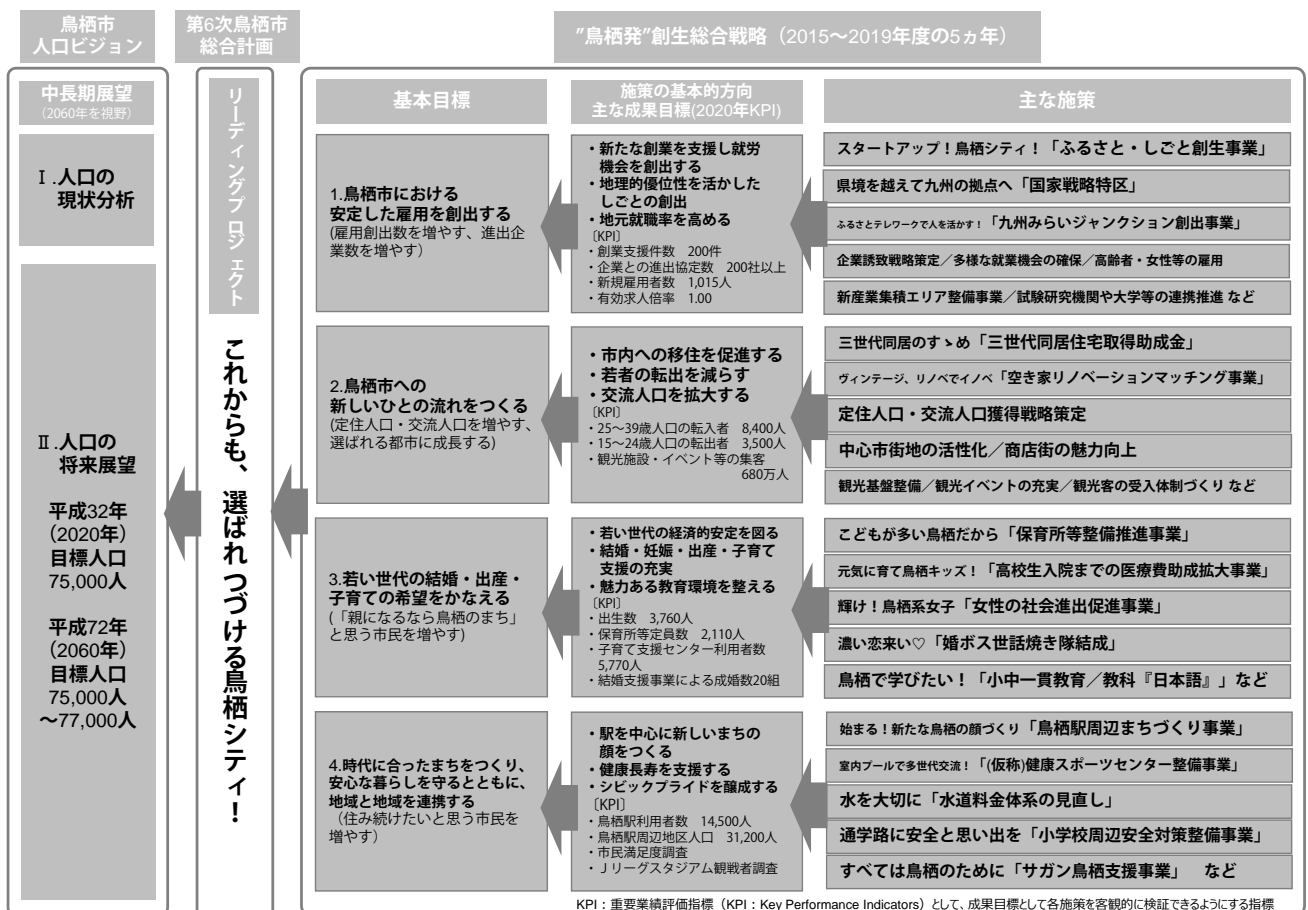 鳥栖市
人口ビジョン
第6次鳥栖市
総合計画
”鳥栖発”創生総合戦略（2015～2019年度の5ヵ年）
中長期展望
(2060年を視野)
Ⅰ.人口の
現状分析
Ⅱ.人口の
将来展望
平成32年
（2020年）
目標人口
75,000人
平成72年
（2060年）
目標人口
75,000人
～77,000人
リーディングプロジェクト
これからも、選ばれつづける鳥栖シティ！
基本目標
施策の基本的方向
主な成果目標(2020年KPI)
主な施策
1.鳥栖市における
安定した雇用を創出する
(雇用創出数を増やす、進出企
業数を増やす）
・新たな創業を支援し就労
機会を創出する
・地理的優位性を活かした
しごとの創出
・地元就職率を高める
〔KPI〕
・創業支援件数　200件
・企業との進出協定数　200社以上
・新規雇用者数　1,015人
・有効求人倍率　1.00
スタートアップ！鳥栖シティ！「ふるさと・しごと創生事業」
県境を越えて九州の拠点へ「国家戦略特区」
ふるさとテレワークで人を活かす！「九州みらいジャンクション創出事業」
企業誘致戦略策定／多様な就業機会の確保／高齢者・女性等の雇用
新産業集積エリア整備事業／試験研究機関や大学等の連携推進 など
2.鳥栖市への
新しいひとの流れをつくる
(定住人口・交流人口を増やす、
選ばれる都市に成長する)
・市内への移住を促進する
・若者の転出を減らす
・交流人口を拡大する
〔KPI〕
・25～39歳人口の転入者　8,400人
・15～24歳人口の転出者　3,500人
・観光施設・イベント等の集客
680万人
三世代同居のすゝめ「三世代同居住宅取得助成金」
ヴィンテージ、リノベでイノベ「空き家リノベーションマッチング事業」
定住人口・交流人口獲得戦略策定
中心市街地の活性化／商店街の魅力向上
観光基盤整備／観光イベントの充実／観光客の受入体制づくり など
3.若い世代の結婚・出産・
子育ての希望をかなえる
(「親になるなら鳥栖のまち」
と思う市民を増やす)
・若い世代の経済的安定を図る
・結婚・妊娠・出産・子育て
支援の充実
・魅力ある教育環境を整える
〔KPI〕
・出生数　3,760人
・保育所等定員数　2,110人
・子育て支援センター利用者数
5,770人
・結婚支援事業による成婚数20組
こどもが多い鳥栖だから「保育所等整備推進事業」
元気に育て鳥栖キッズ！「高校生入院までの医療費助成拡大事業」
輝け！鳥栖系女子「女性の社会進出促進事業」
濃い恋来い♡「婚ボス世話焼き隊結成」
鳥栖で学びたい！「小中一貫教育／教科『日本語』」など
4.時代に合ったまちをつくり、
安心な暮らしを守るとともに、
地域と地域を連携する
（住み続けたいと思う市民を
増やす）
・駅を中心に新しいまちの
顔をつくる
・健康長寿を支援する
・シビックプライドを醸成する
〔KPI〕
・鳥栖駅利用者数　14,500人
・鳥栖駅周辺地区人口　31,200人
・市民満足度調査
・Ｊリーグスタジアム観戦者調査
始まる！新たな鳥栖の顔づくり「鳥栖駅周辺まちづくり事業」
室内プールで多世代交流！「(仮称)健康スポーツセンター整備事業」
水を大切に「水道料金体系の見直し」
通学路に安全と思い出を「小学校周辺安全対策整備事業」
すべては鳥栖のために「サガン鳥栖支援事業」　など
KPI：重要業績評価指標（KPI：Key Performance Indicators）として、成果目標として各施策を客観的に検証できるようにする指標